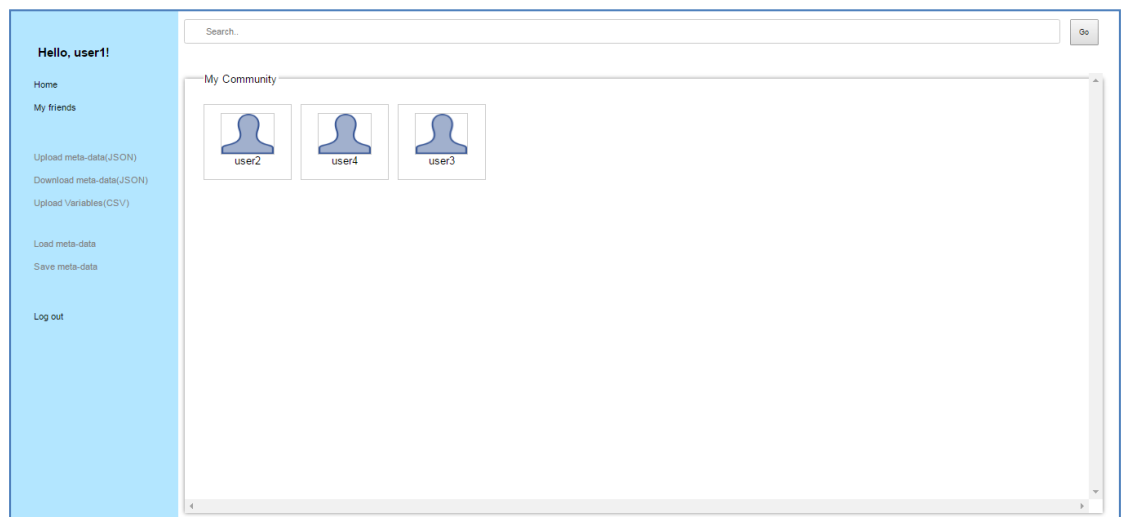 Hello, user1!
Home
My friends
Upload meta-data(JSON)
Download meta-data(JSON)
Upload Variables(CSV)
Load meta-data
Save meta-data
Log out
Search..
Go
My Community
user2
user4
user3